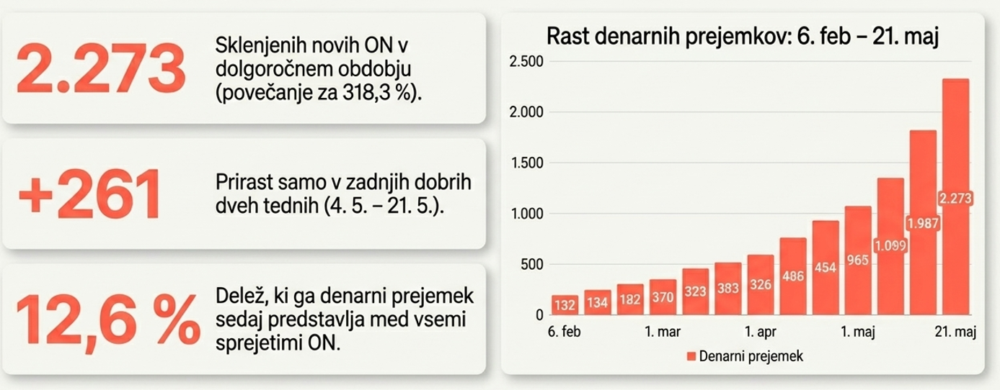 2.273
Sklenjenih novih ON v
dolgoročnem obdobju
(povečanje za 318,3 %).
+261
Prirast samo v zadnjih dobrih
dveh tednih (4. 5. – 21. 5.).
12,6 %
Delež, ki ga denarni prejemek
sedaj predstavlja med vsemi
sprejetimi ON.
Rast denarnih prejemkov: 6. feb – 21. maj
2.500
2.000
1.500
1.000
500
0
132
134
182
370
323
383
326
486
454
965
1.099
1.987
2.273
6. feb
1. mar
1. apr
1. maj
21. maj
Denarni prejemek